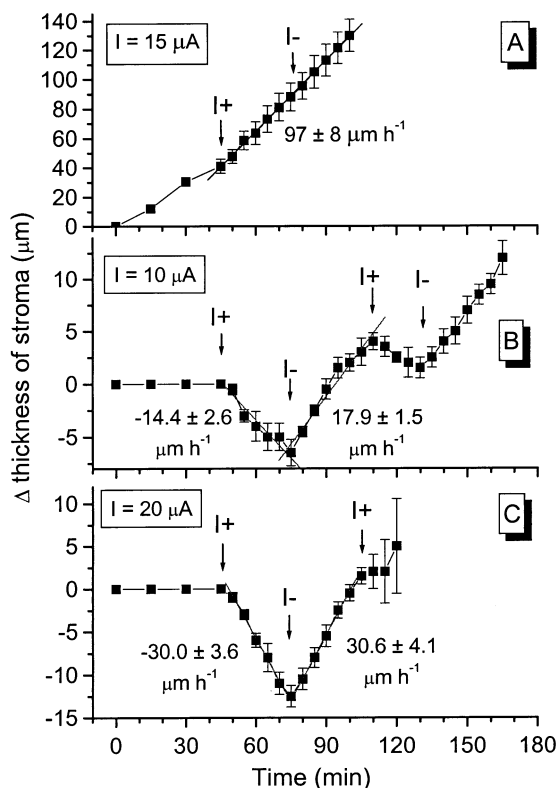 140
120
100
80
60
40
20
0
I = 15 μA
I+
I-
97 ± 8 μm h⁻¹
A
Δ thickness of stroma (μm)
10
5
0
-5
I = 10 μA
I+
I-
I+
I-
-14.4 ± 2.6
μm h⁻¹
17.9 ± 1.5
μm h⁻¹
B
10
5
0
-5
-10
-15
I = 20 μA
I+
I-
I+
-30.0 ± 3.6
μm h⁻¹
30.6 ± 4.1
μm h⁻¹
C
0 30 60 90 120 150 180
Time (min)